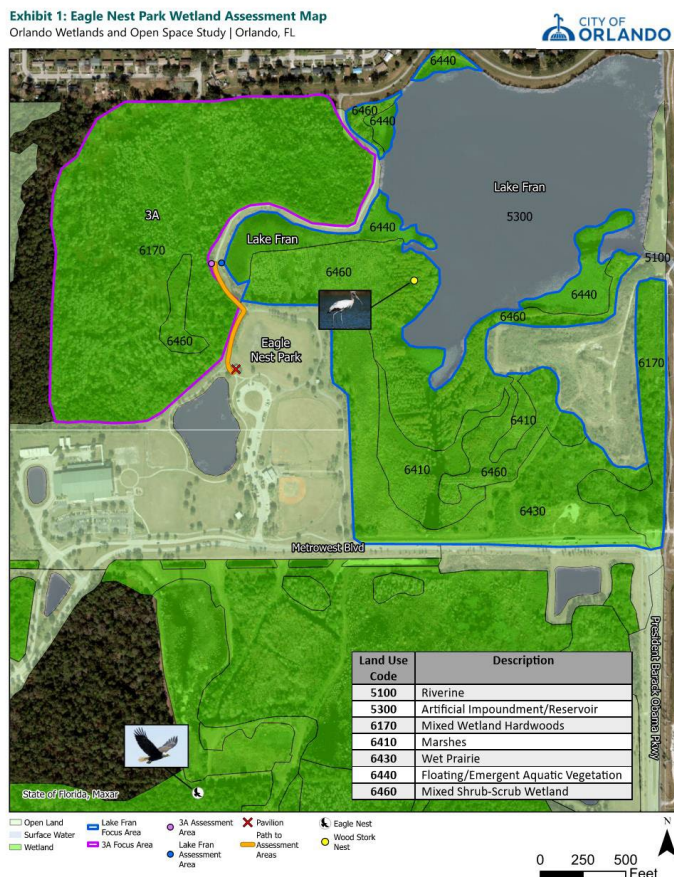 Exhibit 1: Eagle Nest Park Wetland Assessment Map
Orlando Wetlands and Open Space Study | Orlando, FL
CITY OF
ORLANDO
6440
6460
6440
Lake Fran
5300
3A
6170
6440
Lake Fran
5100
6460
6440
6460
6460
Eagle
Nest Park
6170
6410
6410
6460
6430
Metrowest Blvd
President Barack Obama Pkwy
Land Use Code Description
5100 Riverine
5300 Artificial Impoundment/Reservoir
6170 Mixed Wetland Hardwoods
6410 Marshes
6430 Wet Prairie
6440 Floating/Emergent Aquatic Vegetation
6460 Mixed Shrub-Scrub Wetland
State of Florida, Maxar
Open Land
Surface Water
Wetland
Lake Fran
Focus Area
3A Focus Area
3A Assessment
Area
Lake Fran
Assessment
Area
Pavilion
Path to
Assessment
Areas
Eagle Nest
Wood Stork
Nest
N
0 250 500
Feet